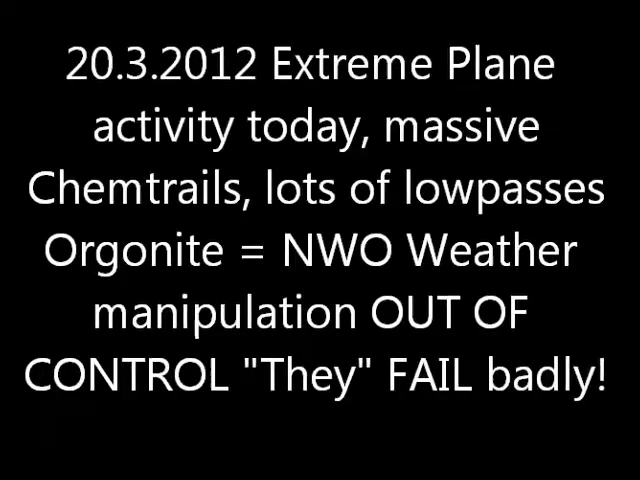 20.3.2012 Extreme Plane
activity today, massive
Chemtrails, lots of lowpasses
Orgonite = NWO Weather
manipulation OUT OF
CONTROL "They" FAIL badly!